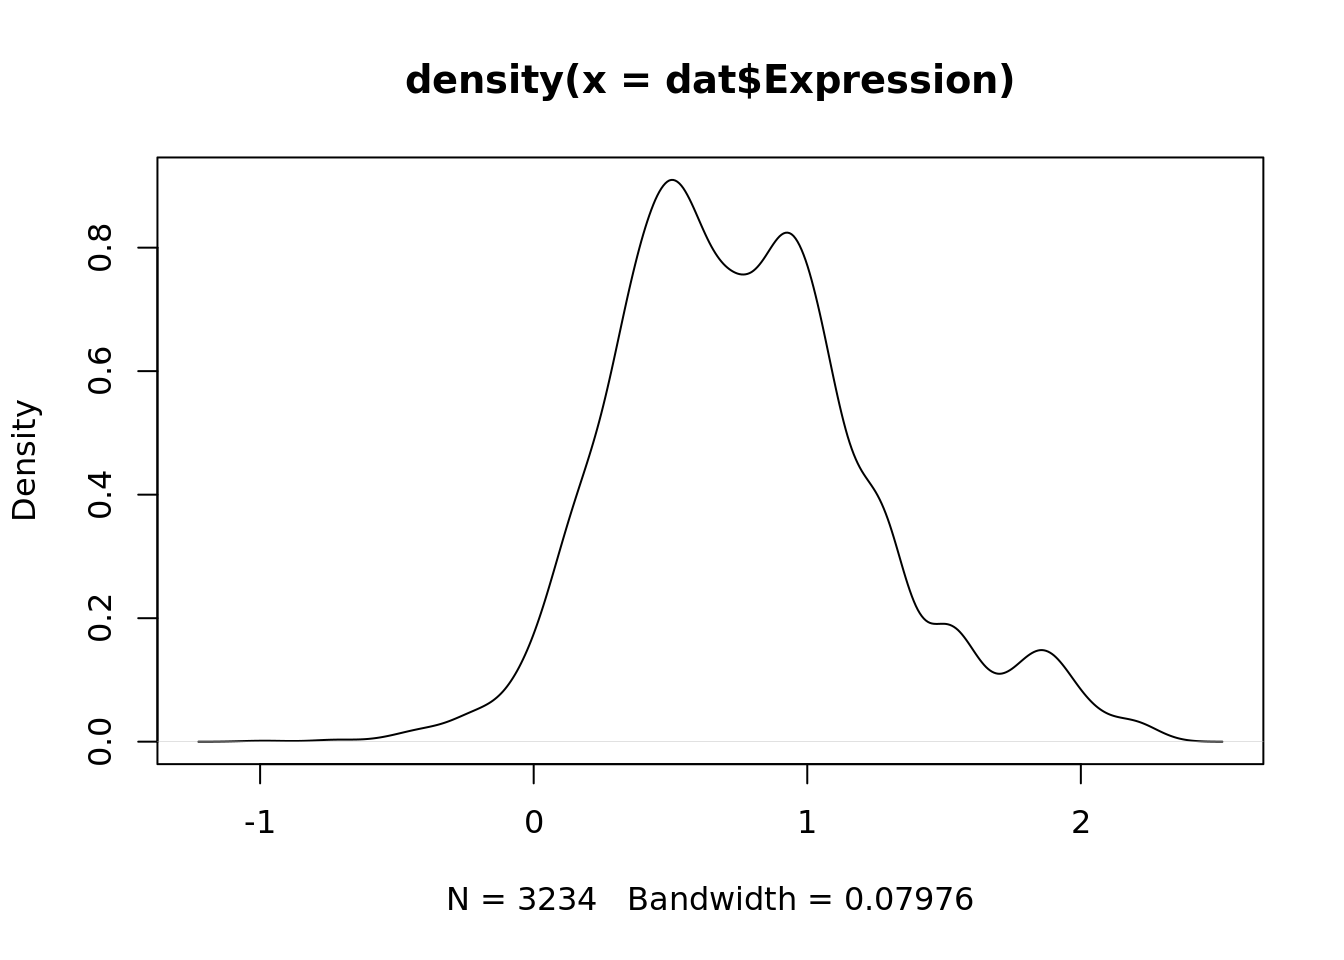 density(x = dat$Expression)
Density
0.8
0.6
0.4
0.2
0.0
-1 0 1 2
N = 3234 Bandwidth = 0.07976